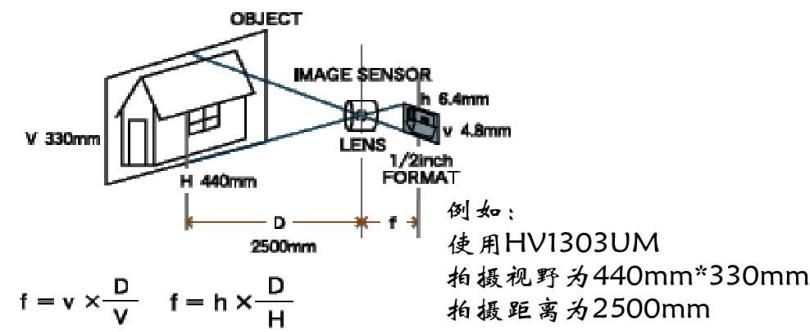 OBJECT
IMAGE SENSOR
h 6.4mm
V 330mm
v 4.8mm
LENS
1/2inch
FORMAT
H 440mm
D
f
2500mm
例如：
使用HV1303UM
拍摄视野为440mm*330mm
拍摄距离为2500mm
f = v × D/V    f = h × D/H